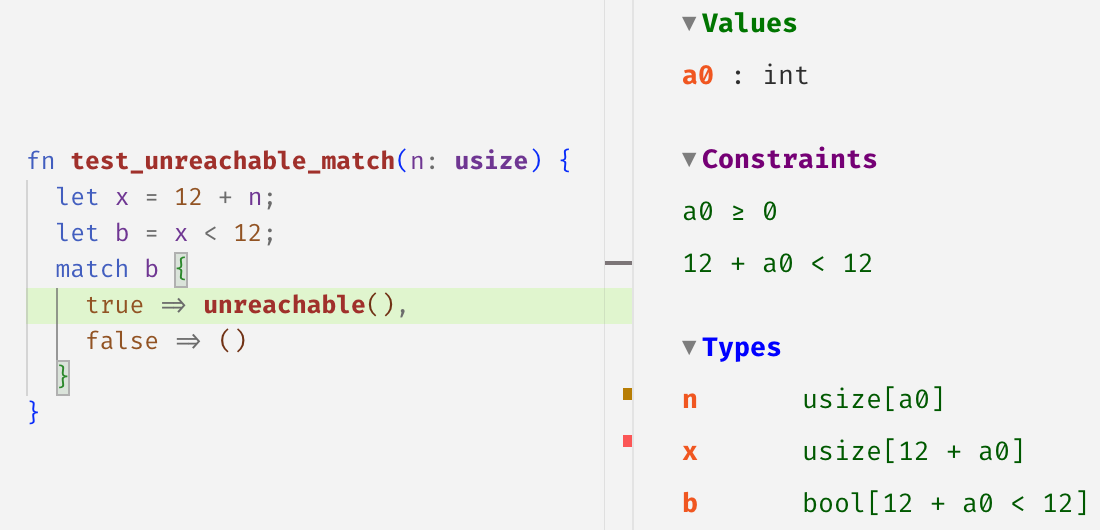 fn test_unreachable_match(n: usize) {
let x = 12 + n;
let b = x < 12;
match b {
true ⇒ unreachable(),
false ⇒ ()
}
}
▼Values
a0 : int
▼Constraints
a0 ≥ 0
12 + a0 < 12
▼Types
n usize[a0]
x usize[12 + a0]
b bool[12 + a0 < 12]